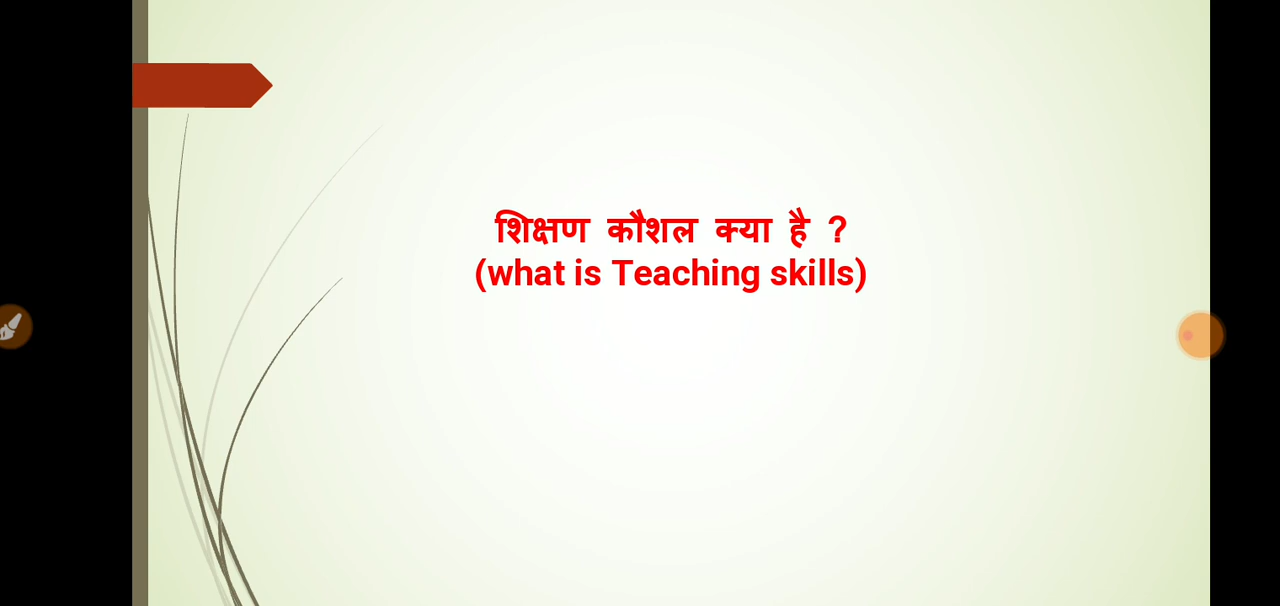 शिक्षण कौशल क्या है ?
(what is Teaching skills)